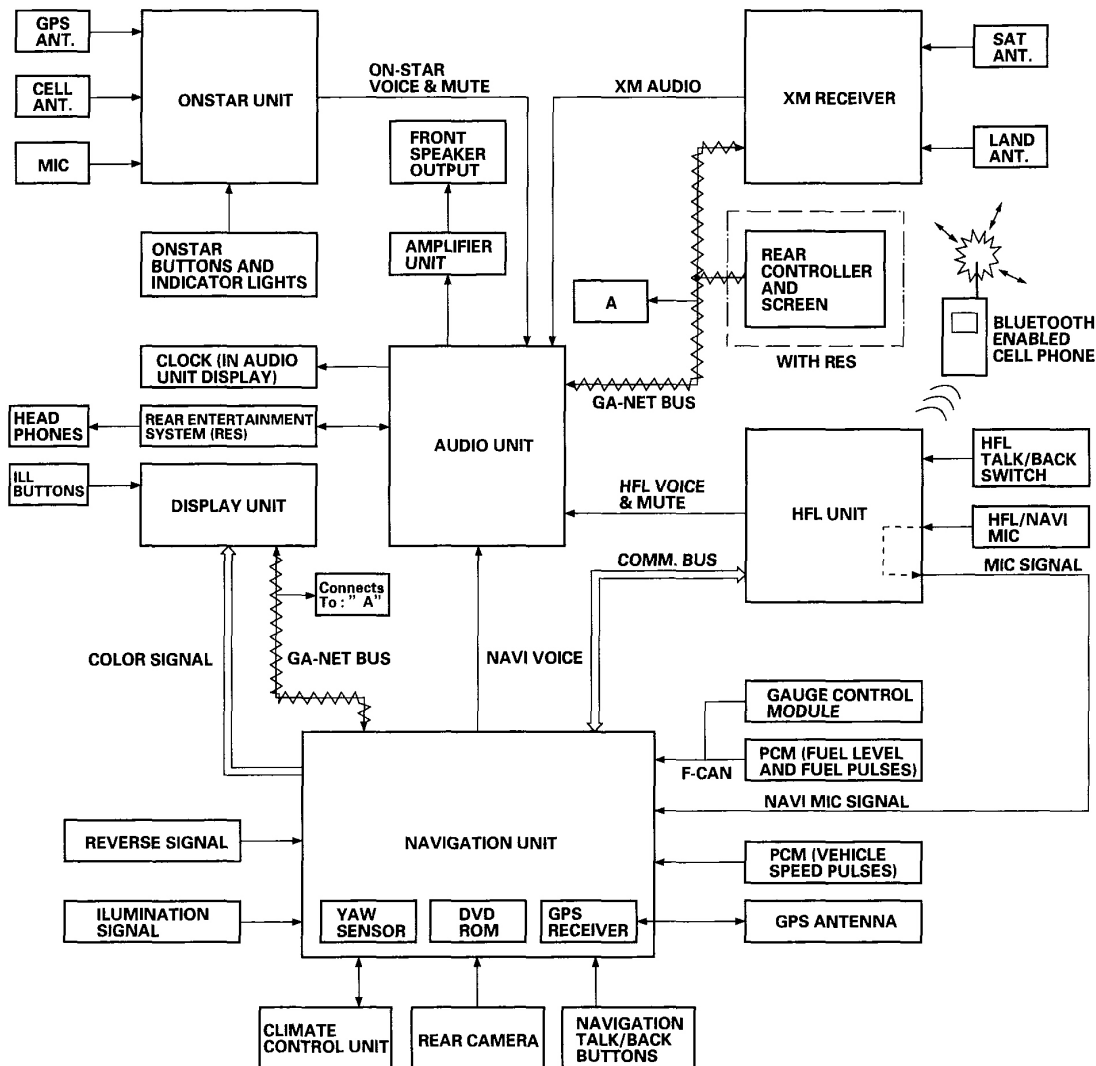 GPS
ANT.
CELL
ANT.
MIC
ONSTAR UNIT
ONSTAR
BUTTONS AND
INDICATOR LIGHTS
ON-STAR
VOICE & MUTE
FRONT
SPEAKER
OUTPUT
AMPLIFIER
UNIT
XM AUDIO
XM RECEIVER
SAT
ANT.
LAND
ANT.
REAR
CONTROLLER
AND
SCREEN
WITH RES
A
BLUETOOTH
ENABLED
CELL PHONE
CLOCK (IN AUDIO
UNIT DISPLAY)
HEAD
PHONES
REAR ENTERTAINMENT
SYSTEM (RES)
AUDIO UNIT
GA-NET BUS
ILL
BUTTONS
DISPLAY UNIT
HFL VOICE
& MUTE
HFL UNIT
HFL
TALK/BACK
SWITCH
HFL/NAVI
MIC
MIC SIGNAL
COMM. BUS
Connects
To : " A"
COLOR SIGNAL
GA-NET BUS
NAVI VOICE
GAUGE CONTROL
MODULE
F-CAN
PCM (FUEL LEVEL
AND FUEL PULSES)
NAVI MIC SIGNAL
REVERSE SIGNAL
NAVIGATION UNIT
PCM (VEHICLE
SPEED PULSES)
ILUMINATION
SIGNAL
YAW
SENSOR
DVD
ROM
GPS
RECEIVER
GPS ANTENNA
CLIMATE
CONTROL UNIT
REAR CAMERA
NAVIGATION
TALK/BACK
BUTTONS